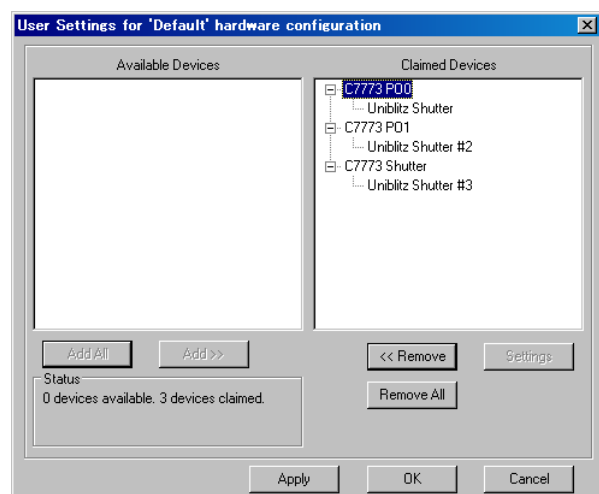 User Settings for 'Default' hardware configuration
Available Devices
Claimed Devices
C7773 PO0
Uniblitz Shutter
C7773 PO1
Uniblitz Shutter #2
C7773 Shutter
Uniblitz Shutter #3
Add All
Add >>
<< Remove
Settings
Status
0 devices available. 3 devices claimed.
Remove All
Apply
OK
Cancel